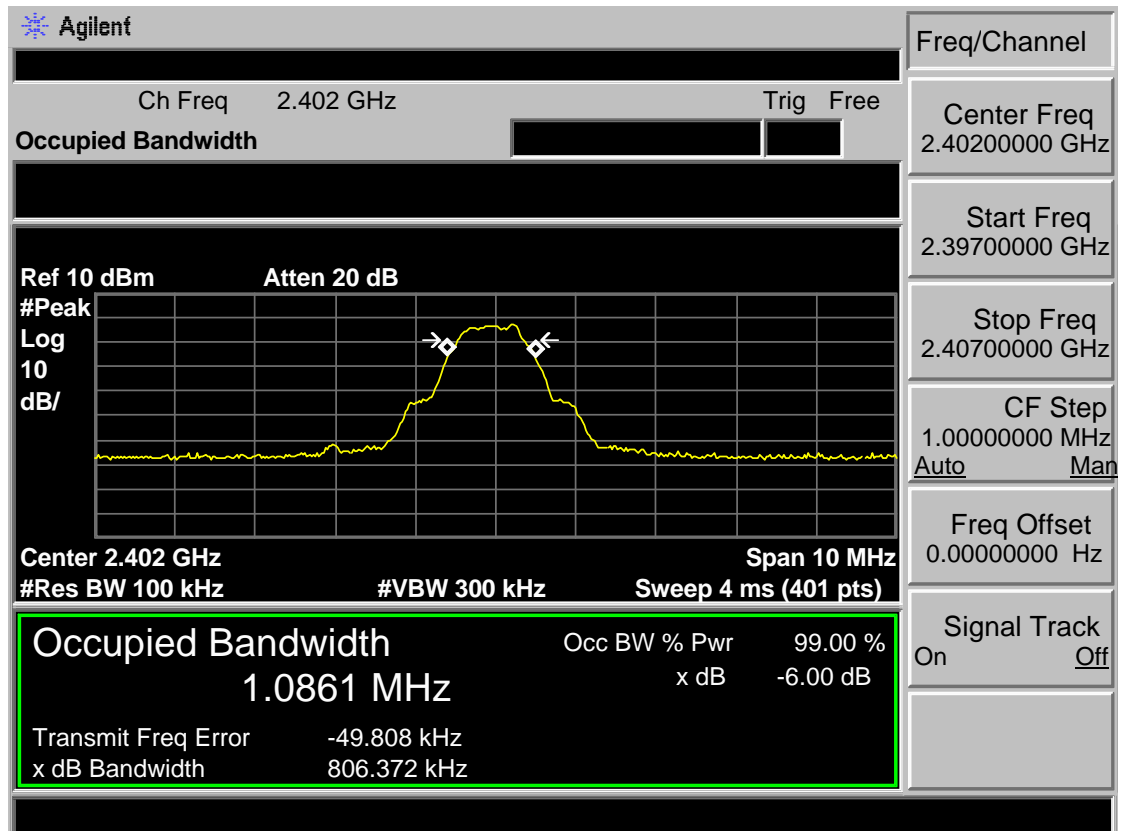 Agilent
Freq/Channel
Ch Freq 2.402 GHz Trig Free
Occupied Bandwidth
Center Freq
2.40200000 GHz
Start Freq
2.39700000 GHz
Stop Freq
2.40700000 GHz
CF Step
1.00000000 MHz
Auto Man
Freq Offset
0.00000000 Hz
Signal Track
On Off
Ref 10 dBm Atten 20 dB
#Peak
Log
10
dB/
Center 2.402 GHz Span 10 MHz
#Res BW 100 kHz #VBW 300 kHz Sweep 4 ms (401 pts)
Occupied Bandwidth Occ BW % Pwr 99.00 %
1.0861 MHz x dB -6.00 dB
Transmit Freq Error -49.808 kHz
x dB Bandwidth 806.372 kHz